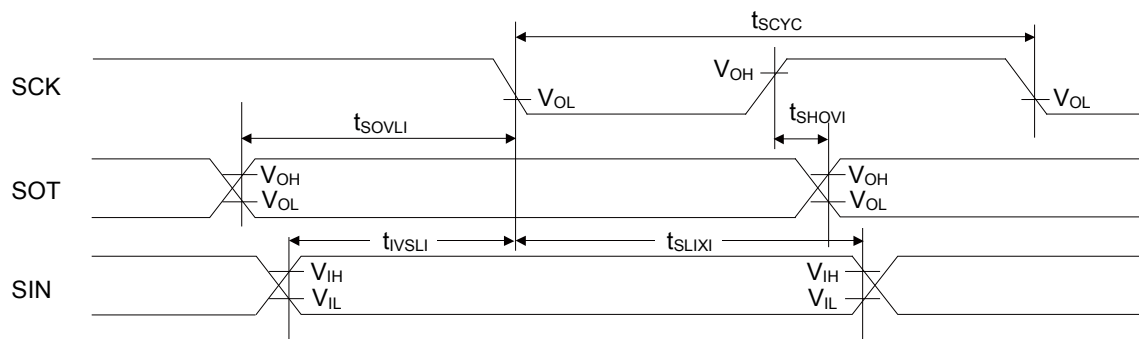 tSCYC
SCK
VOH
VOL
VOL
tSOVLI
tSHOVI
SOT
VOH
VOL
VOH
VOL
tIVSLI
tSLIXI
SIN
VIH
VIL
VIH
VIL